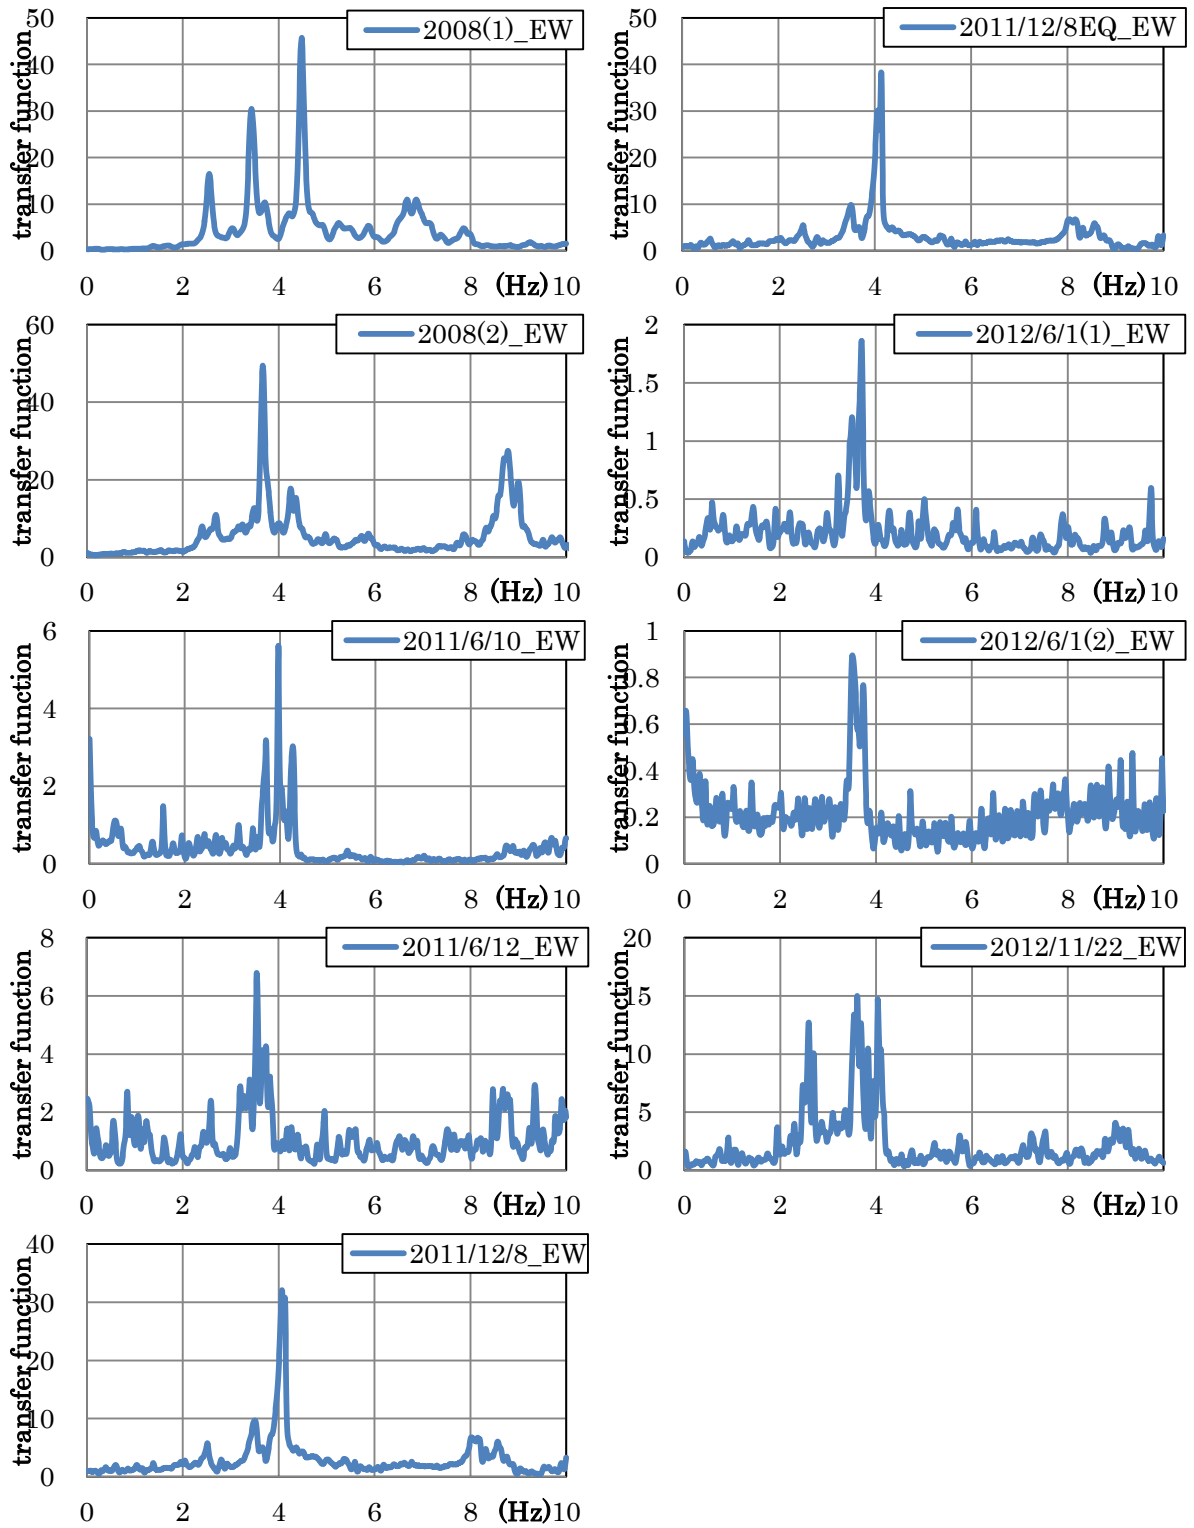 transfer function
50
40
30
20
10
0
2008(1)_EW
0 2 4 6 8 (Hz) 10
transfer function
50
40
30
20
10
0
2011/12/8EQ_EW
0 2 4 6 8 (Hz) 10
transfer function
60
40
20
0
2008(2)_EW
0 2 4 6 8 (Hz) 10
transfer function
2
1.5
1
0.5
0
2012/6/1(1)_EW
0 2 4 6 8 (Hz) 10
transfer function
6
4
2
0
2011/6/10_EW
0 2 4 6 8 (Hz) 10
transfer function
1
0.8
0.6
0.4
0.2
0
2012/6/1(2)_EW
0 2 4 6 8 (Hz) 10
transfer function
8
6
4
2
0
2011/6/12_EW
0 2 4 6 8 (Hz) 10
transfer function
20
15
10
5
0
2012/11/22_EW
0 2 4 6 8 (Hz) 10
transfer function
40
30
20
10
0
2011/12/8_EW
0 2 4 6 8 (Hz) 10